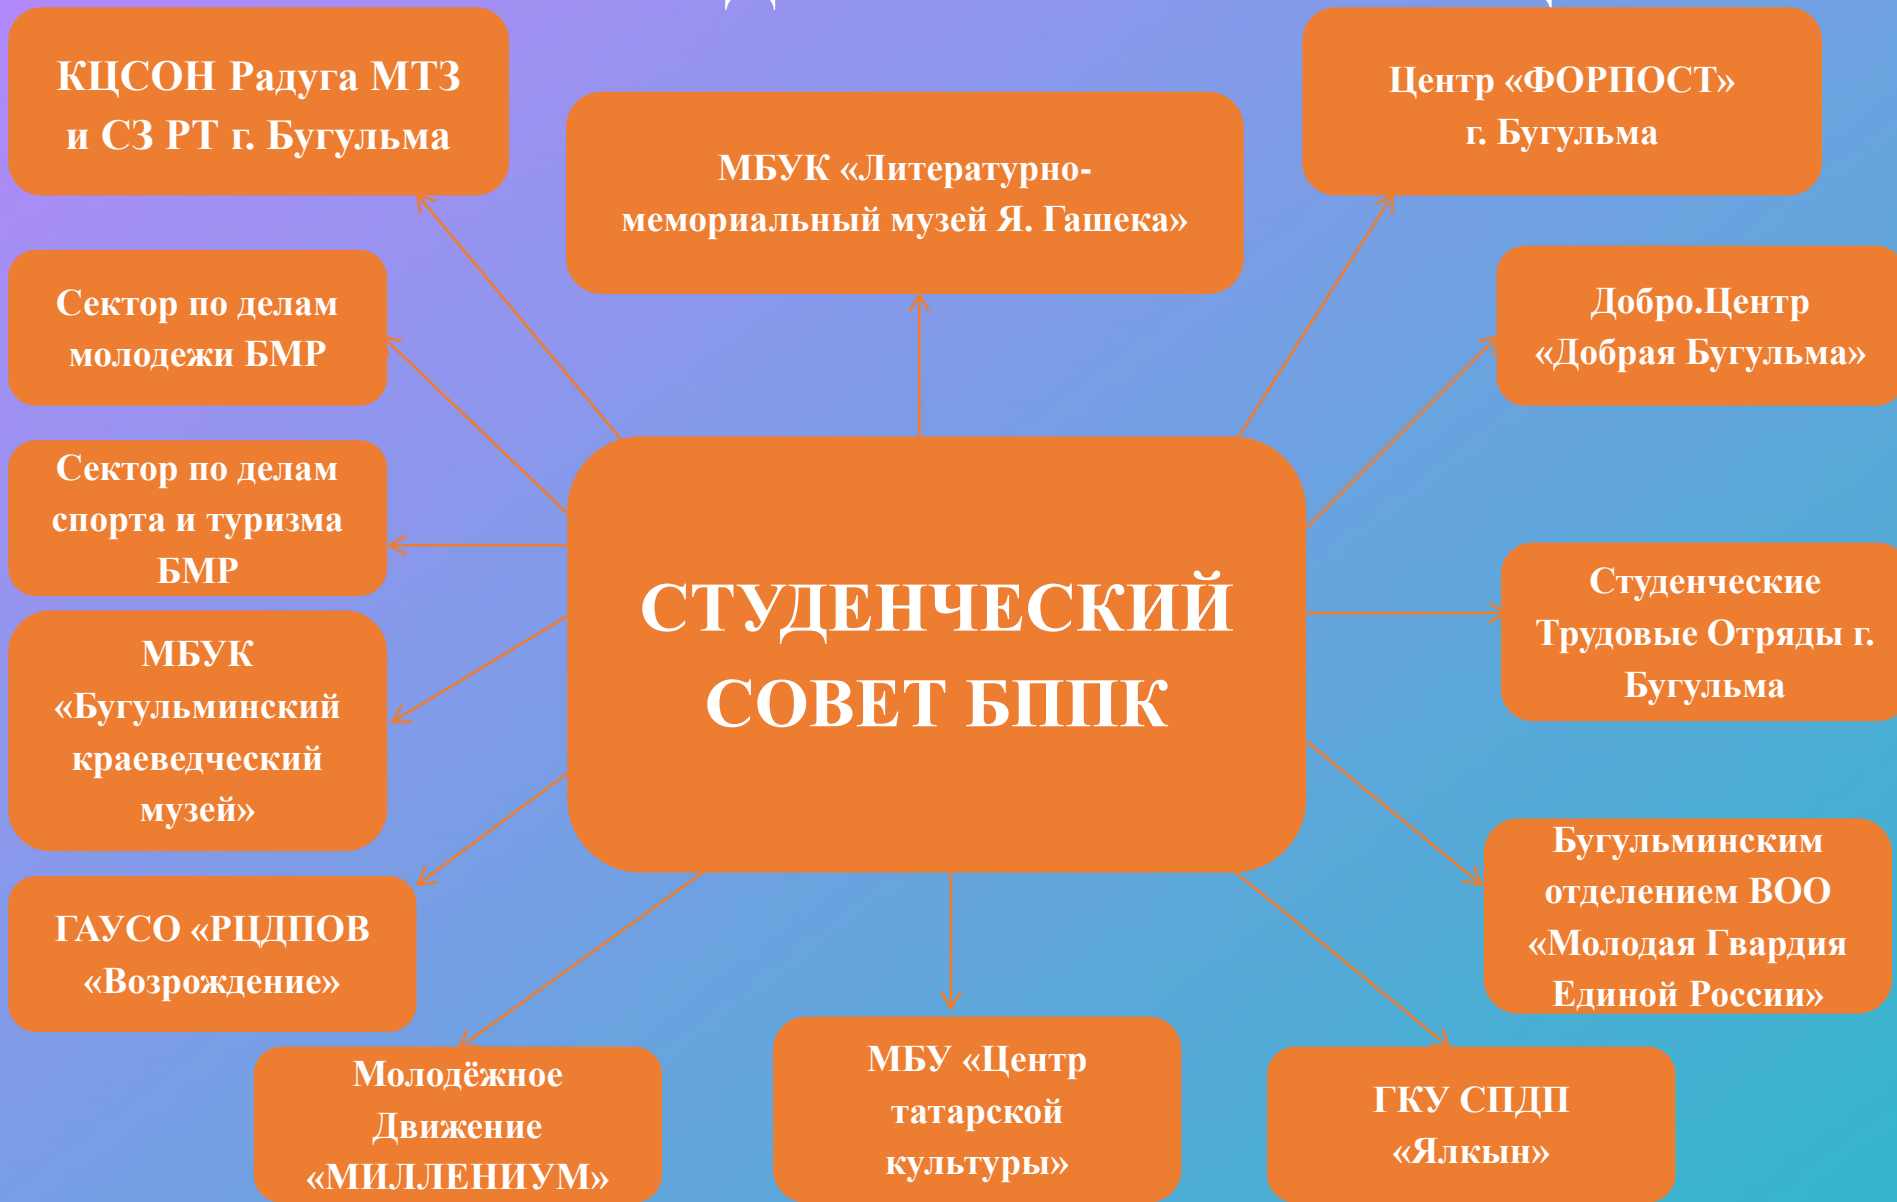 КЦСОН Радуга МТЗ
и СЗ РТ г. Бугульма
МБУК «Литературно-
мемориальный музей Я. Гашека»
Центр «ФОРПОСТ»
г. Бугульма
Сектор по делам
молодежи БМР
Добро.Центр
«Добрая Бугульма»
Сектор по делам
спорта и туризма
БМР
СТУДЕНЧЕСКИЙ
СОВЕТ БППК
Студенческие
Трудовые Отряды г.
Бугульма
МБУК
«Бугульминский
краеведческий
музей»
Бугульминским
отделением ВОО
«Молодая Гвардия
Единой России»
ГАУСО «РЦДПОВ
«Возрождение»
Молодёжное
Движение
«МИЛЛЕНИУМ»
МБУ «Центр
татарской
культуры»
ГКУ СПДП
«Ялкын»